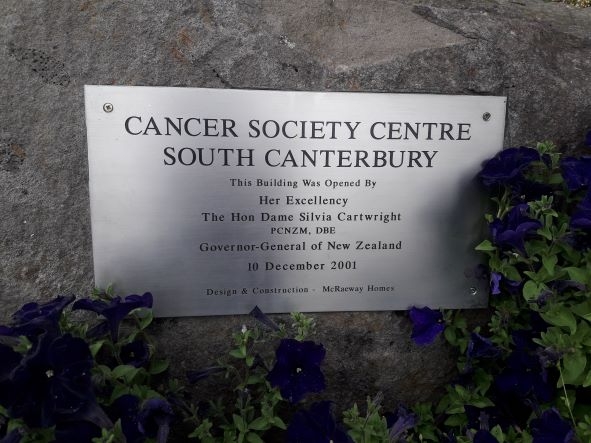 CANCER SOCIETY CENTRE
SOUTH CANTERBURY
This Building Was Opened By
Her Excellency
The Hon Dame Silvia Cartwright
PCNZM, DBE
Governor-General of New Zealand
10 December 2001
Design & Construction - McRaeway Homes